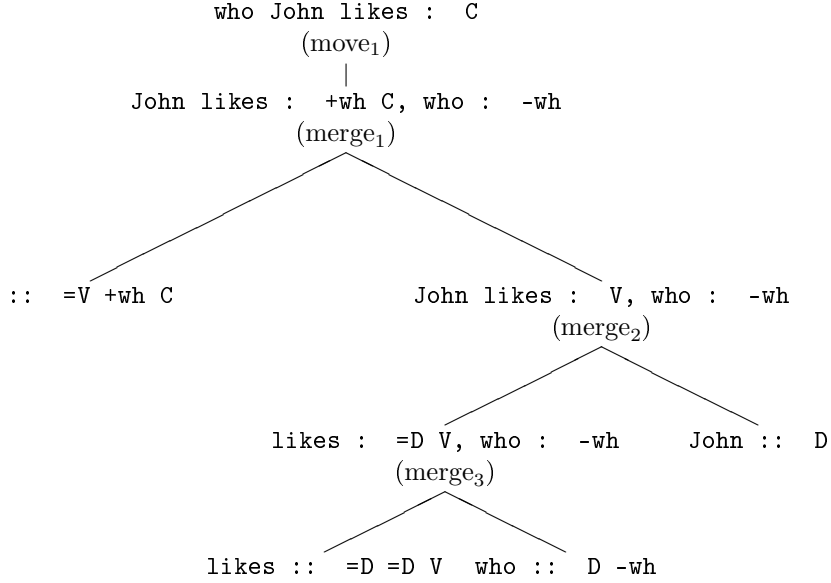 who John likes : C
(move₁)
John likes : +wh C, who : -wh
(merge₁)
:: =V +wh C John likes : V, who : -wh
(merge₂)
likes : =D V, who : -wh John :: D
(merge₃)
likes :: =D =D V who :: D -wh